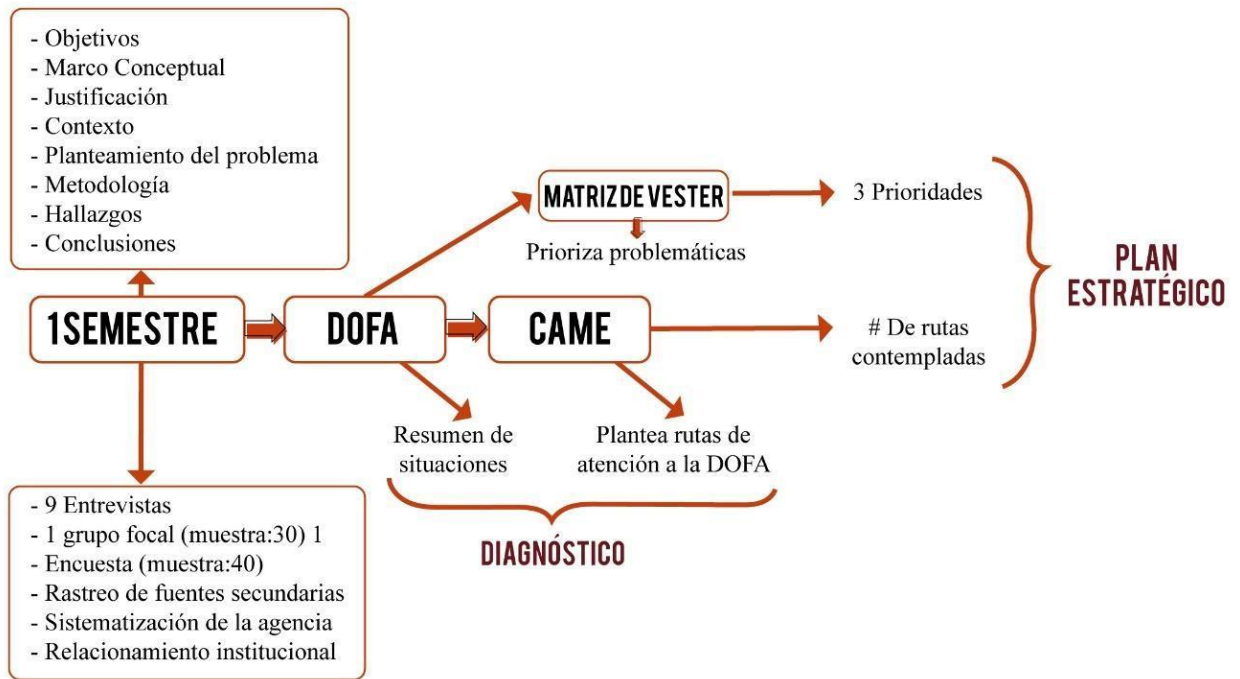 - Objetivos
- Marco Conceptual
- Justificación
- Contexto
- Planteamiento del problema
- Metodología
- Hallazgos
- Conclusiones
1 SEMESTRE
DOFA
CAME
MATRIZ DE VESTER
Prioriza problemáticas
3 Prioridades
# De rutas
contempladas
PLAN
ESTRATÉGICO
Resumen de
situaciones
Plantea rutas de
atención a la DOFA
DIAGNÓSTICO
- 9 Entrevistas
- 1 grupo focal (muestra:30) 1
- Encuesta (muestra:40)
- Rastreo de fuentes secundarias
- Sistematización de la agencia
- Relacionamiento institucional